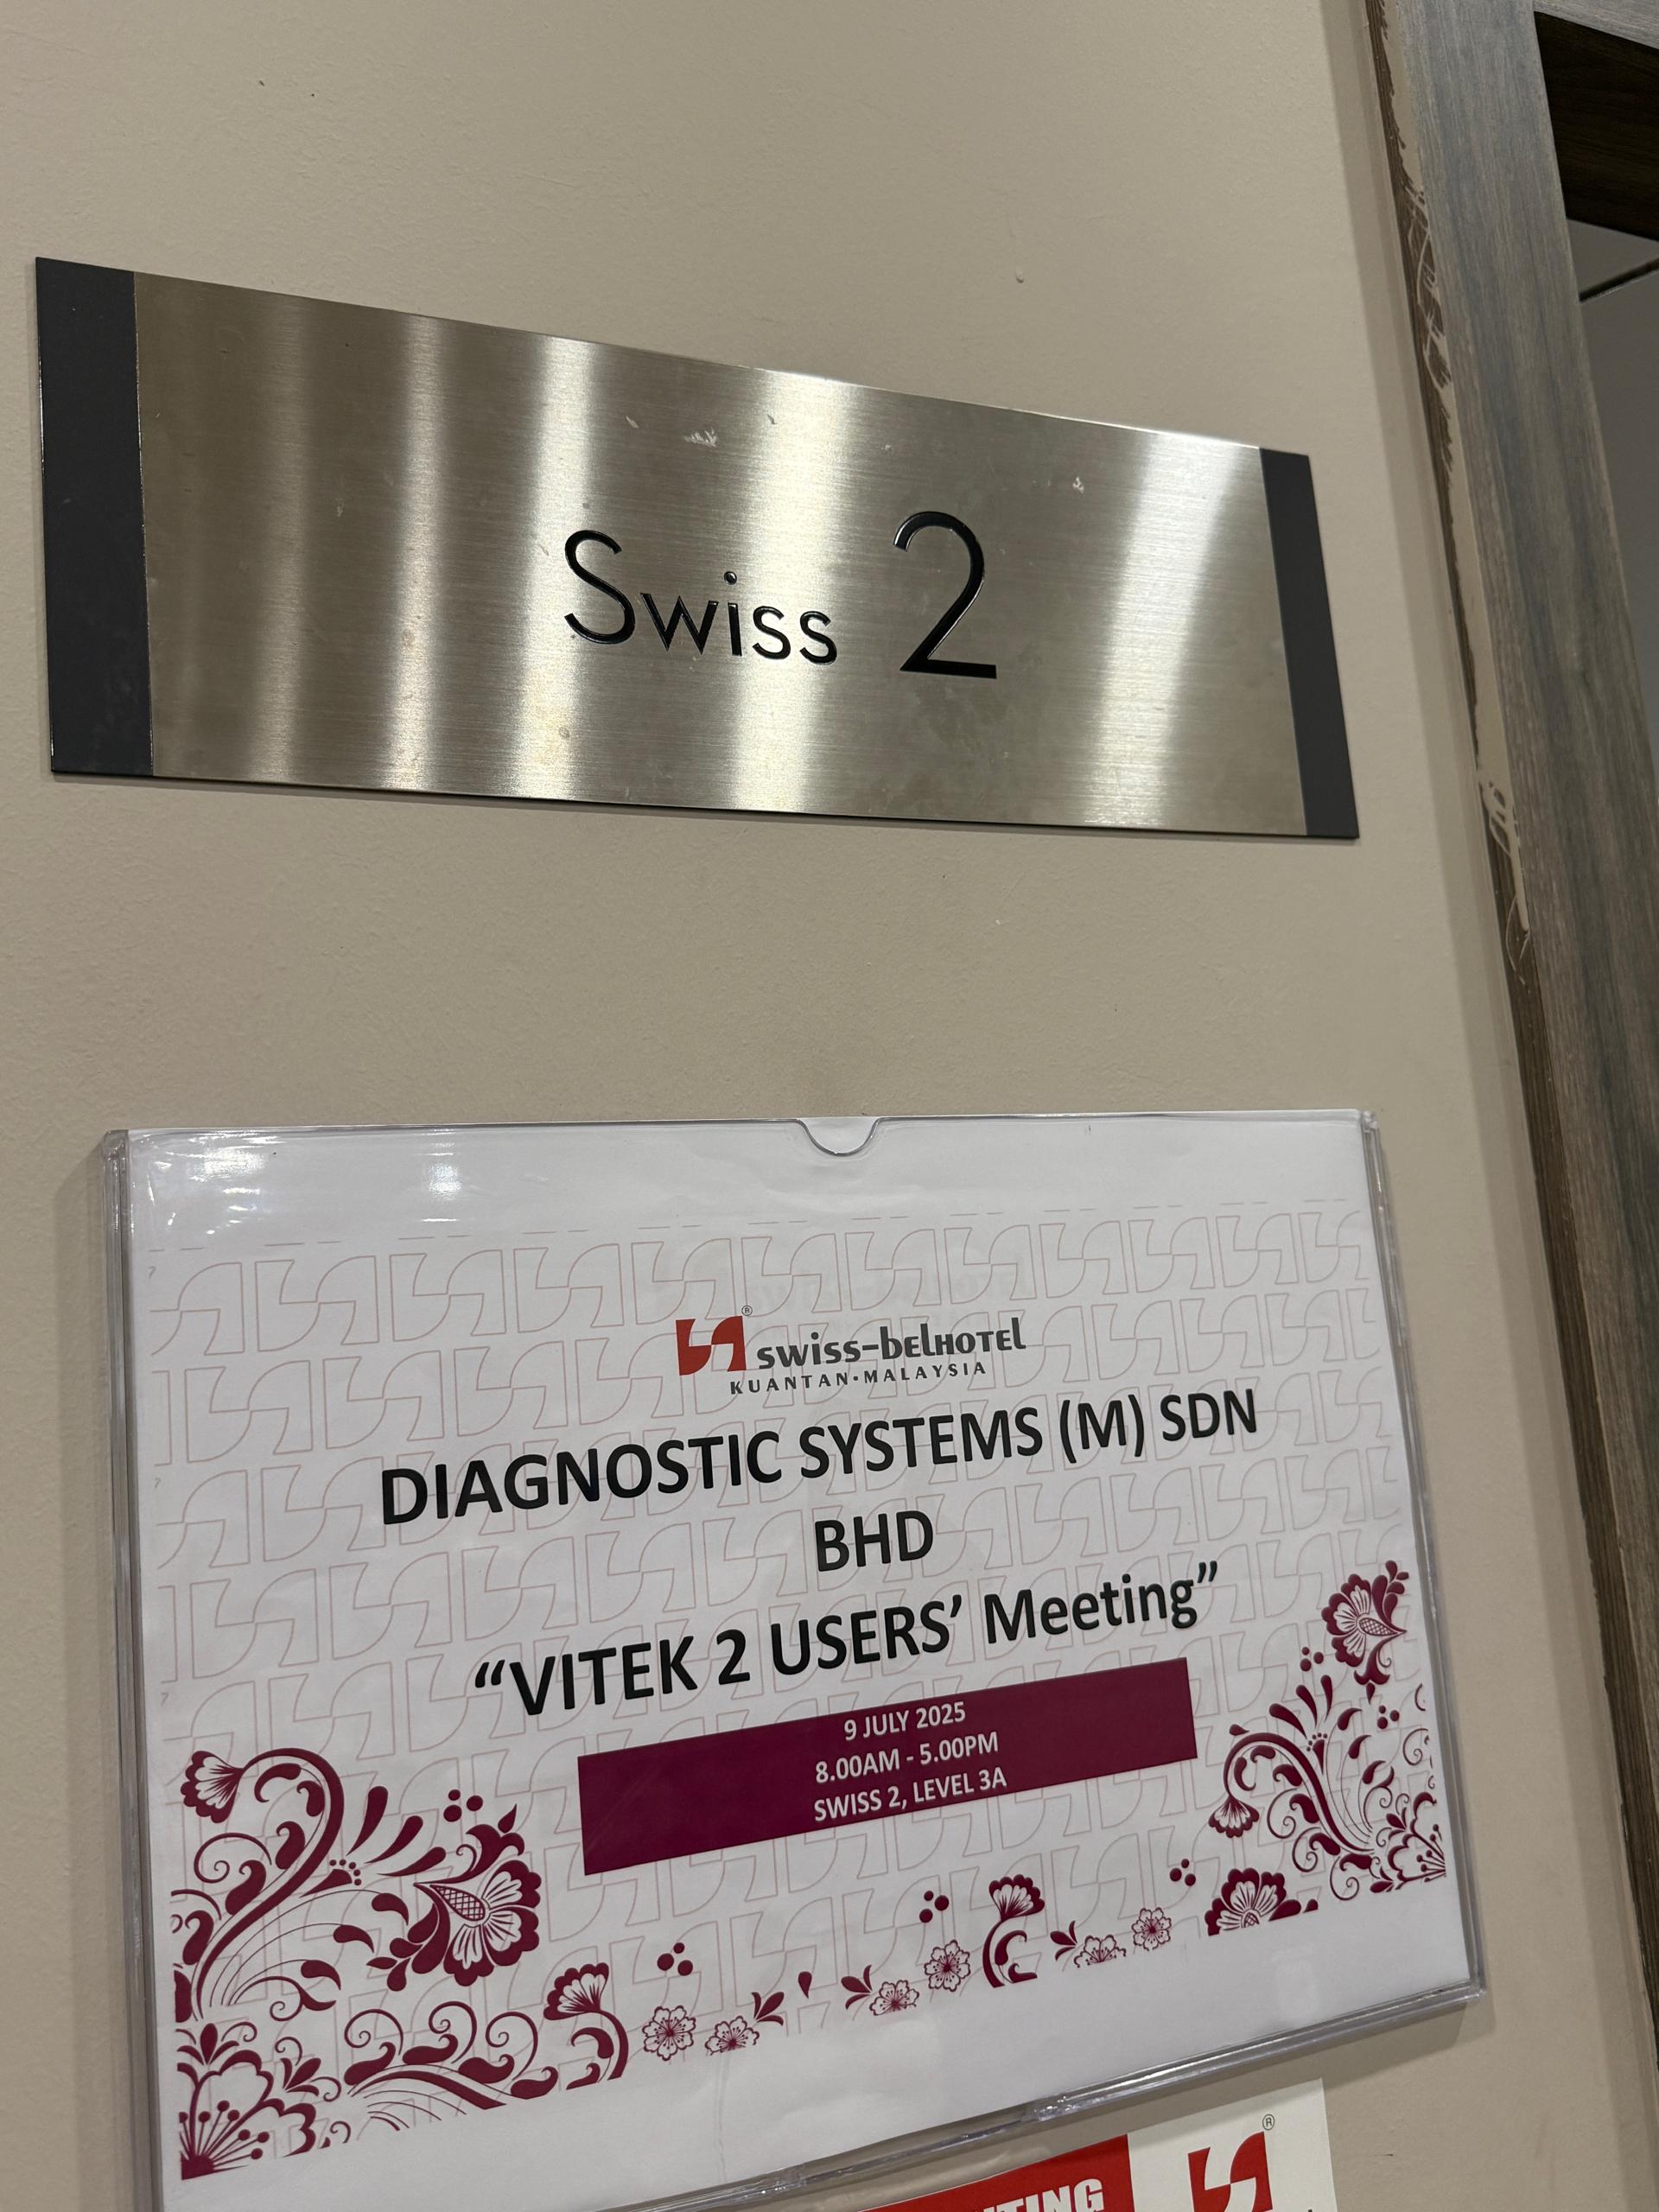 Swiss 2
swiss-belHOTEL
KUANTAN•MALAYSIA
DIAGNOSTIC SYSTEMS (M) SDN
BHD
“VITEK 2 USERS’ Meeting”
9 JULY 2025
8.00AM - 5.00PM
SWISS 2, LEVEL 3A